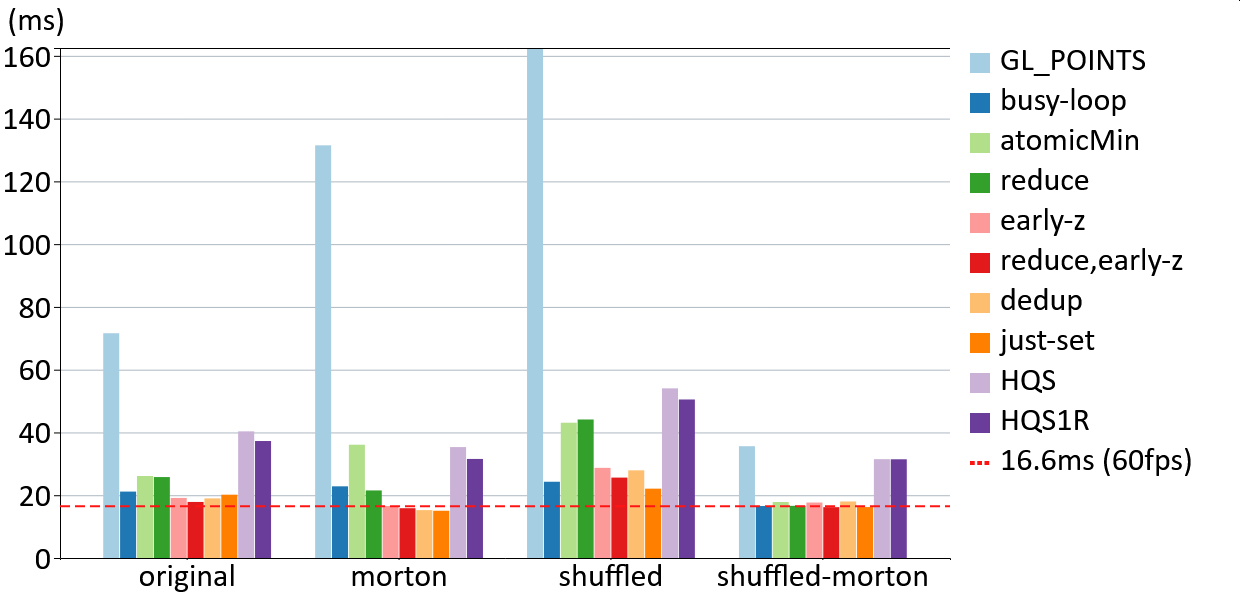 (ms)
160
140
120
100
80
60
40
20
0
original
morton
shuffled
shuffled-morton
GL_POINTS
busy-loop
atomicMin
reduce
early-z
reduce,early-z
dedup
just-set
HQS
HQS1R
16.6ms (60fps)